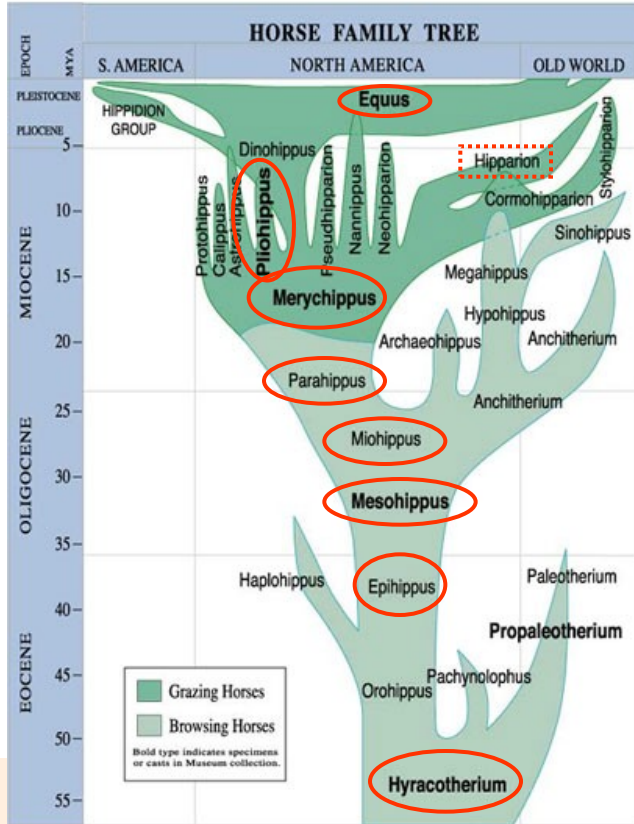 HORSE FAMILY TREE
EPOCH
MYA
S. AMERICA
NORTH AMERICA
OLD WORLD
PLEISTOCENE
PLIOCENE
MIOCENE
OLIGOCENE
EOCENE
5
10
15
20
25
30
35
40
45
50
55
HIPPIDION
GROUP
Equus
Dinohippus
Hipparion
Stylohipparion
Protohippus
Calippus
Astrohippus
Pliohippus
Pseudhipparion
Nannippus
Neohipparion
Cormohipparion
Sinohippus
Megahippus
Merychippus
Hypohippus
Archaeohippus
Anchitherium
Parahippus
Anchitherium
Miohippus
Mesohippus
Haplohippus
Epihippus
Paleotherium
Propaleotherium
Pachynolophus
Orohippus
Grazing Horses
Browsing Horses
Bold type indicates specimens
or casts in Museum collection.
Hyracotherium